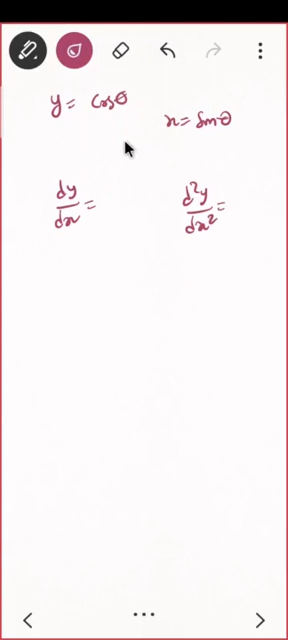 y = cosθ
x = sinθ
dy/dx =
d²y/dx² =